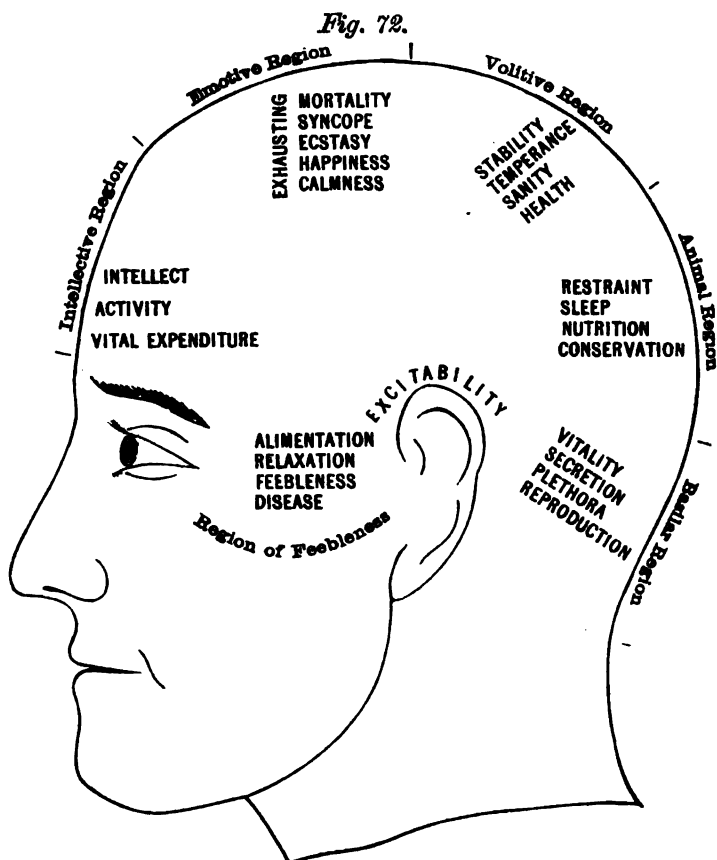 Fig. 72.
Emotive Region
Volitive Region
EXHAUSTING
MORTALITY
SYNCOPE
ECSTASY
HAPPINESS
CALMNESS
STABILITY
TEMPERANCE
SANITY
HEALTH
Intellective Region
INTELLECT
ACTIVITY
VITAL EXPENDITURE
Animal Region
RESTRAINT
SLEEP
NUTRITION
CONSERVATION
EXCITABILITY
ALIMENTATION
RELAXATION
FEEBLENESS
DISEASE
Region of Feebleness
VITALITY
SECRETION
PLETHORA
REPRODUCTION
Basilar Region